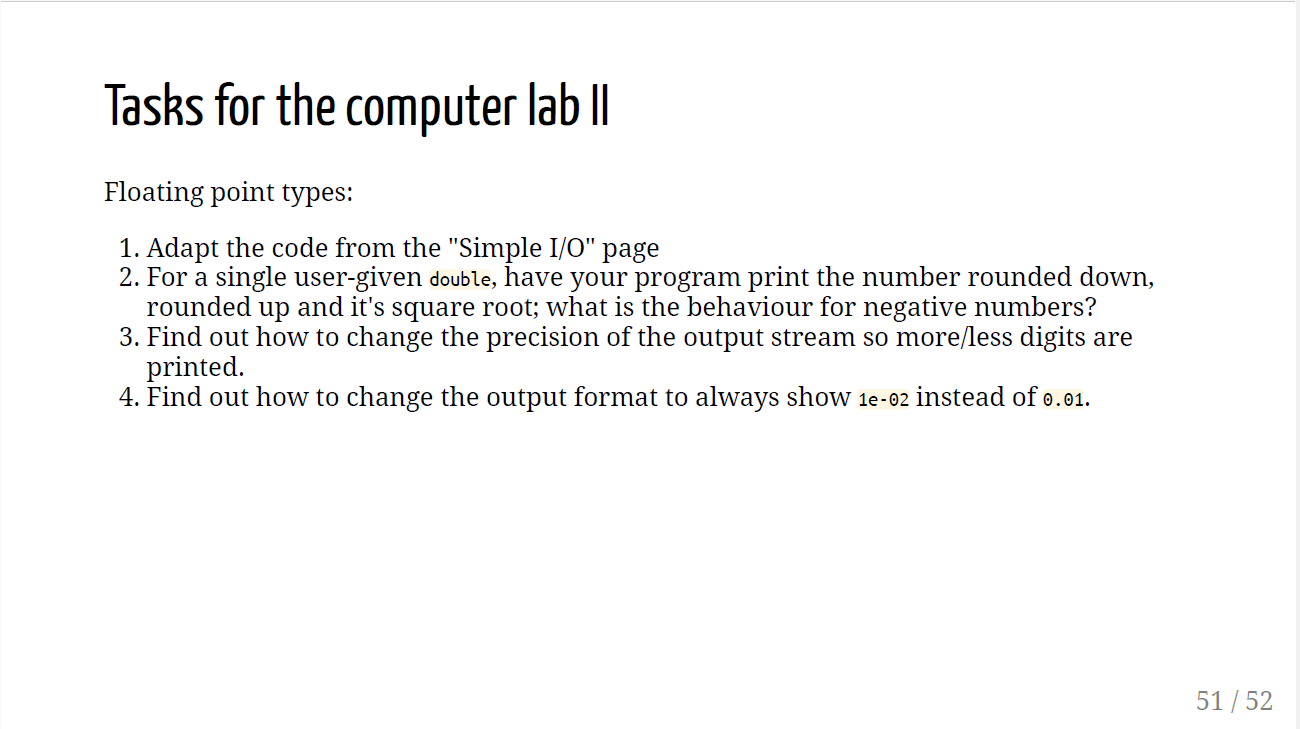 Tasks for the computer lab II
Floating point types:
1. Adapt the code from the "Simple I/O" page
2. For a single user-given double, have your program print the number rounded down,
rounded up and it's square root; what is the behaviour for negative numbers?
3. Find out how to change the precision of the output stream so more/less digits are
printed.
4. Find out how to change the output format to always show 1e-02 instead of 0.01.
51 / 52